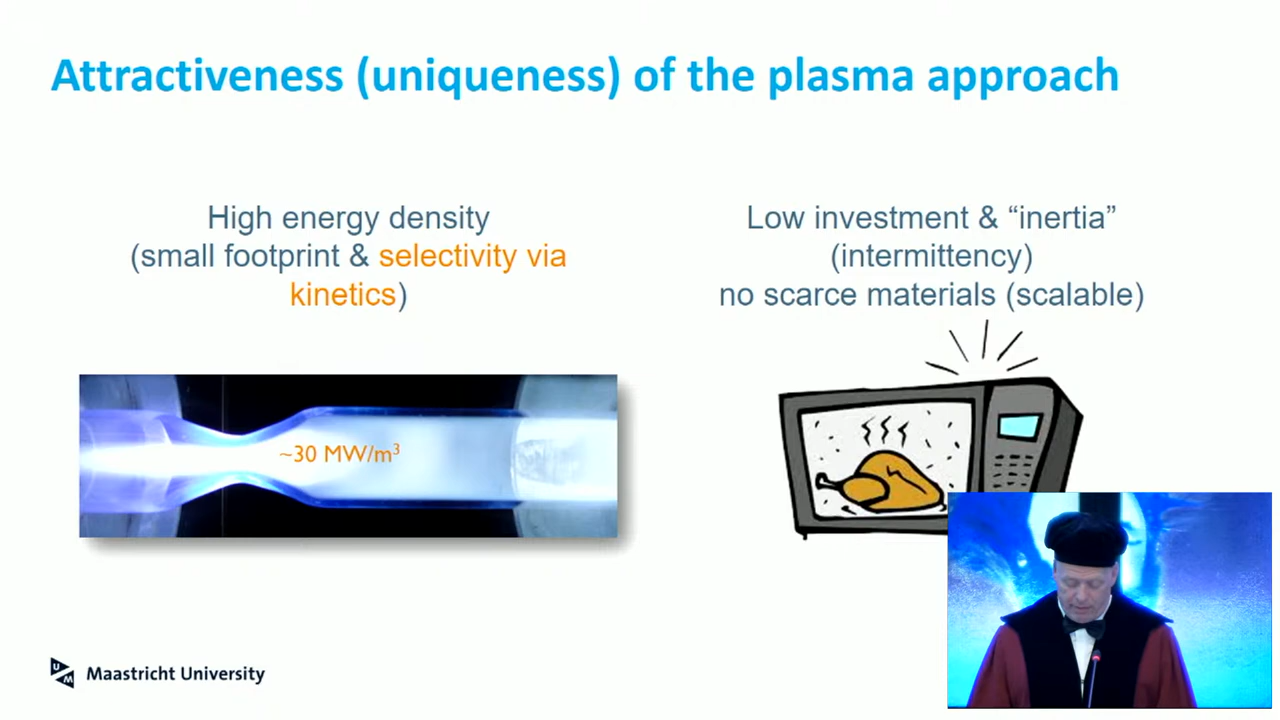 Attractiveness (uniqueness) of the plasma approach
High energy density
(small footprint & selectivity via
kinetics)
~30 MW/m³
Low investment & “inertia”
(intermittency)
no scarce materials (scalable)
UM
Maastricht University